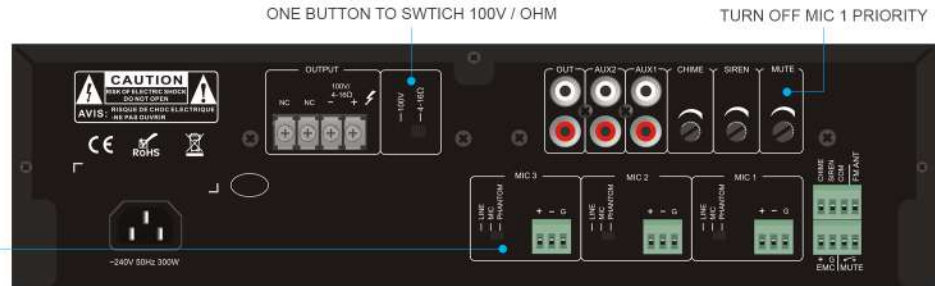 ONE BUTTON TO SWTICH 100V / OHM
TURN OFF MIC 1 PRIORITY
CAUTION
RISK OF ELECTRIC SHOCK
DO NOT OPEN
AVIS: RISQUE DE CHOC ELECTRIQUE
-NE PAS OUVRIR
CE
RoHS
OUTPUT
NC
NC
100V/
4-16Ω
−
+
100V
4-16Ω
OUT
AUX2
AUX1
CHIME
SIREN
MUTE
MIC 3
LINE
MIC
PHANTOM
+ − G
MIC 2
LINE
MIC
PHANTOM
+ − G
MIC 1
LINE
MIC
PHANTOM
+ − G
CHIME
SIREN
COM
FM ANT
+ G
EMC
MUTE
~240V 50Hz 300W